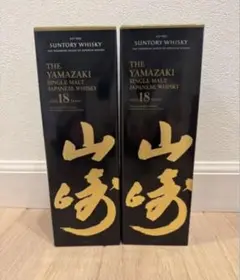 SUNTORY WHISKY
THE
YAMAZAKI
SINGLE MALT
JAPANESE WHISKY
18
山崎
SUNTORY WHISKY
THE
YAMAZAKI
SINGLE MALT
JAPANESE WHISKY
18
山崎